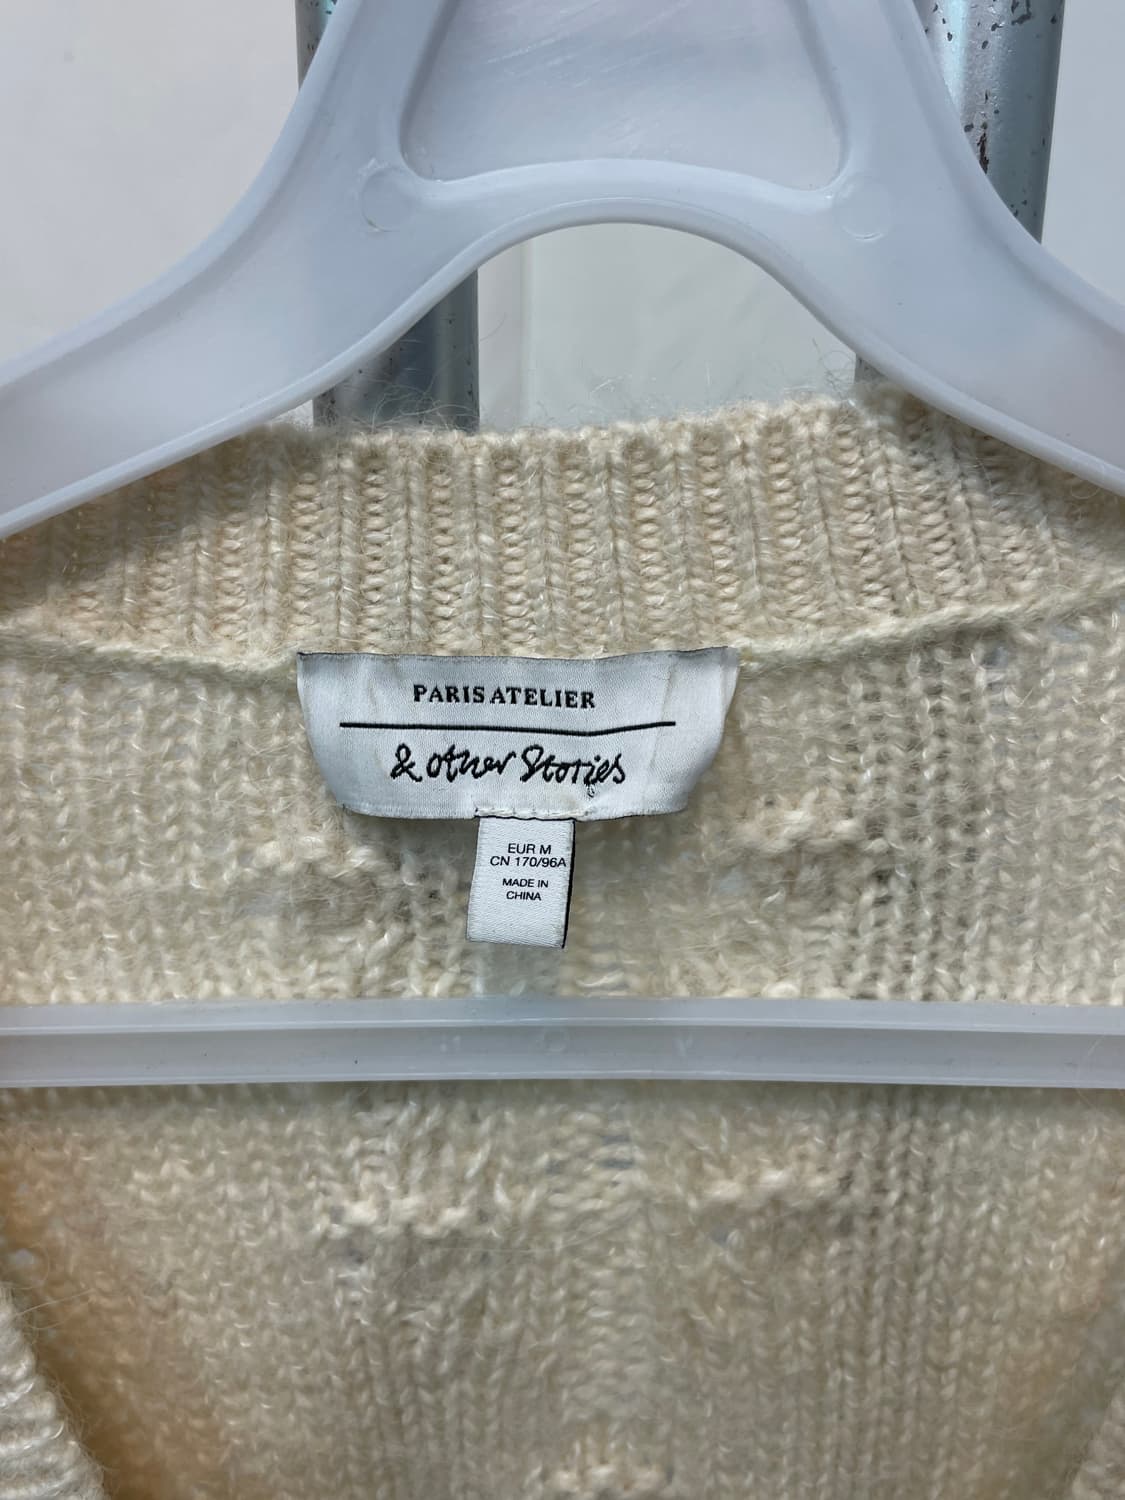 PARIS ATELIER
& other Stories
EUR M
CN 170/96A
MADE IN
CHINA